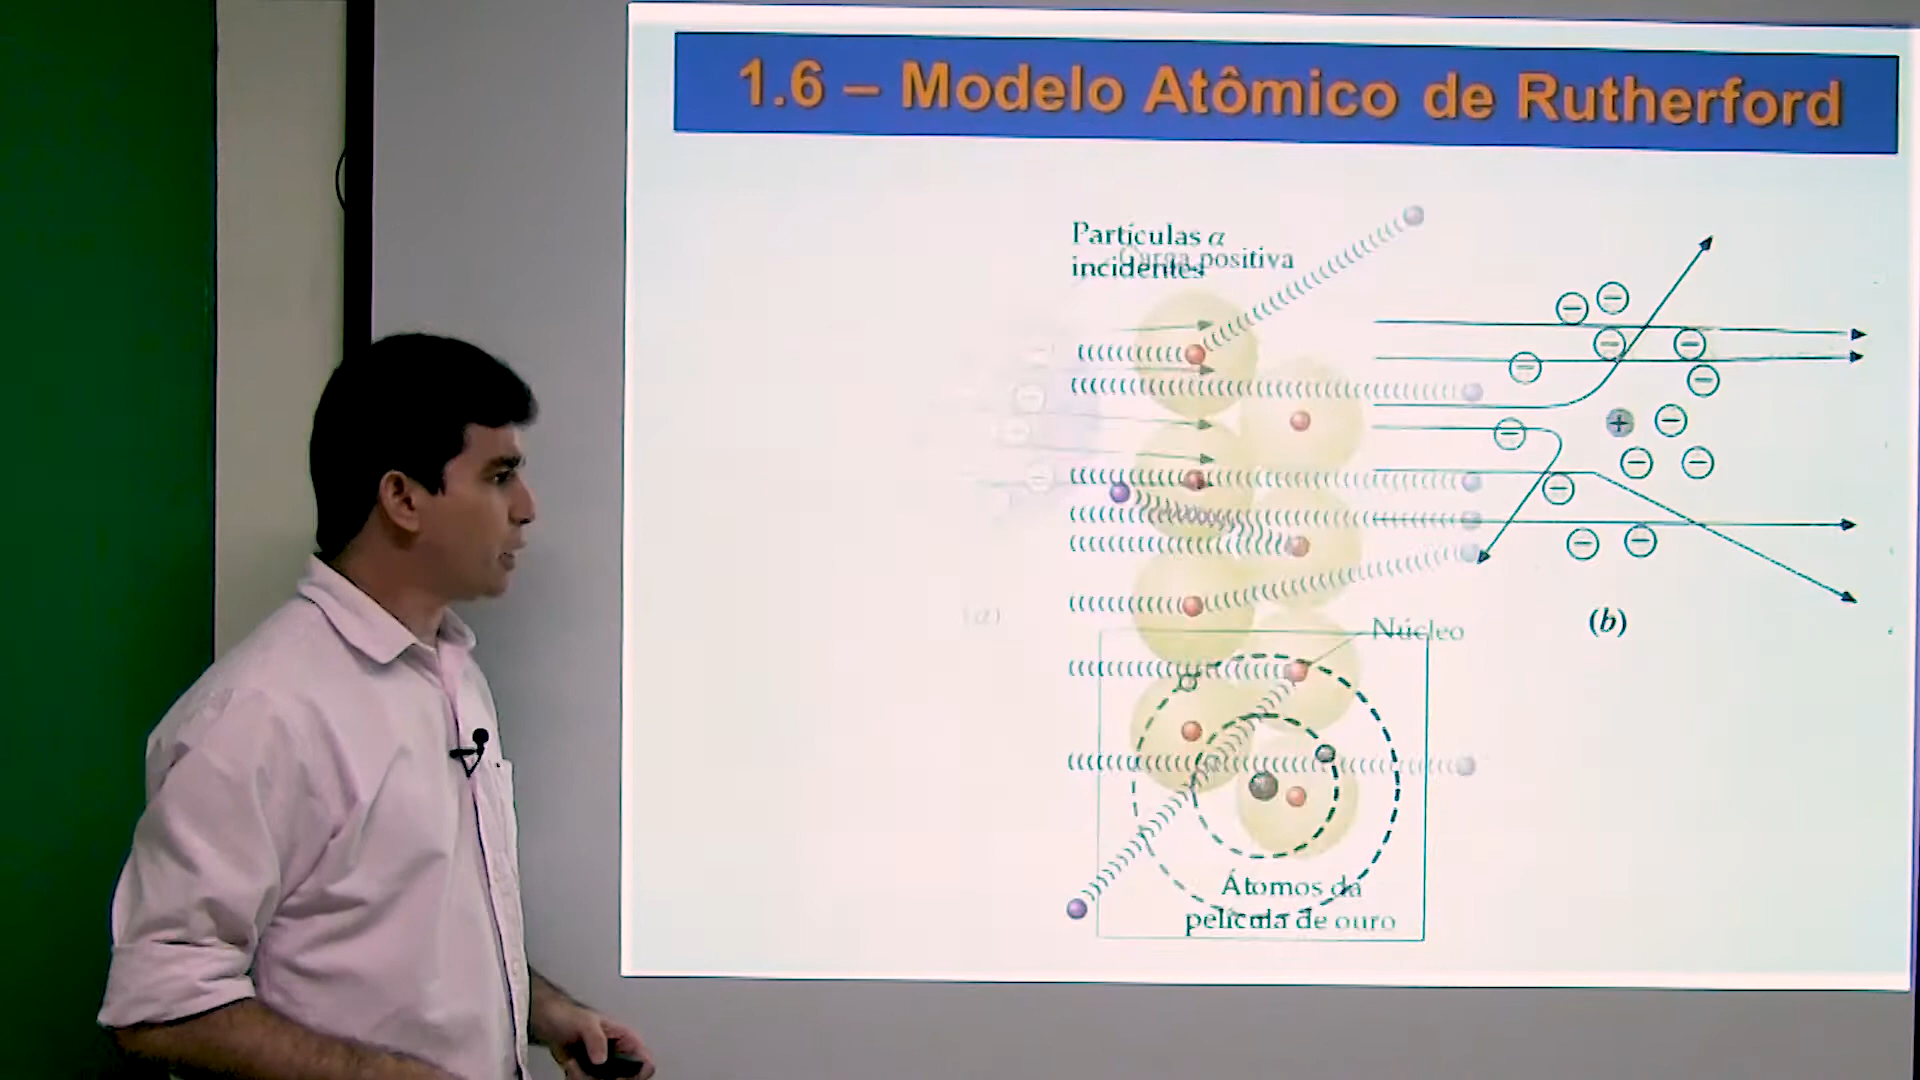 1.6 – Modelo Atômico de Rutherford
Partículas α
incidentes
Carga positiva
(a)
(b)
Núcleo
Átomos da
película de ouro